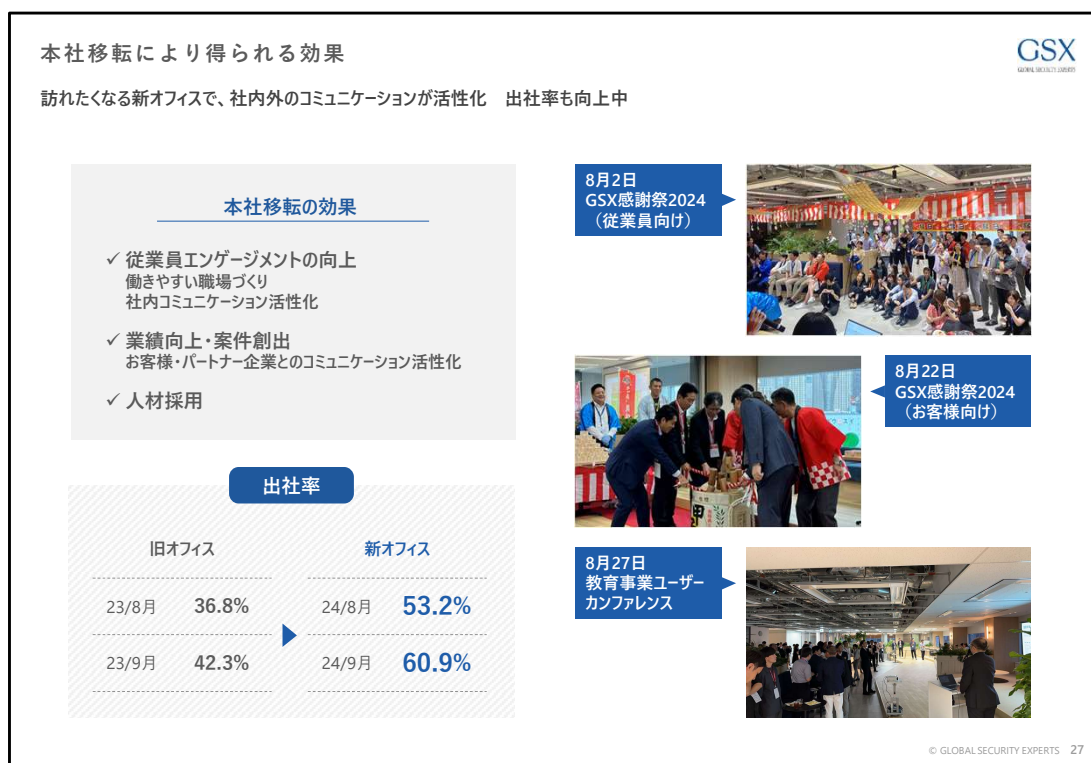 本社移転により得られる効果
GSX
GLOBAL SECURITY EXPERTS
訪れたくなる新オフィスで、社内外のコミュニケーションが活性化　出社率も向上中
本社移転の効果
✓ 従業員エンゲージメントの向上
働きやすい職場づくり
社内コミュニケーション活性化
✓ 業績向上・案件創出
お客様・パートナー企業とのコミュニケーション活性化
✓ 人材採用
出社率
旧オフィス
新オフィス
23/8月 36.8%
24/8月 53.2%
23/9月 42.3%
24/9月 60.9%
8月2日
GSX感謝祭2024
（従業員向け）
8月22日
GSX感謝祭2024
（お客様向け）
8月27日
教育事業ユーザー
カンファレンス
© GLOBAL SECURITY EXPERTS 27